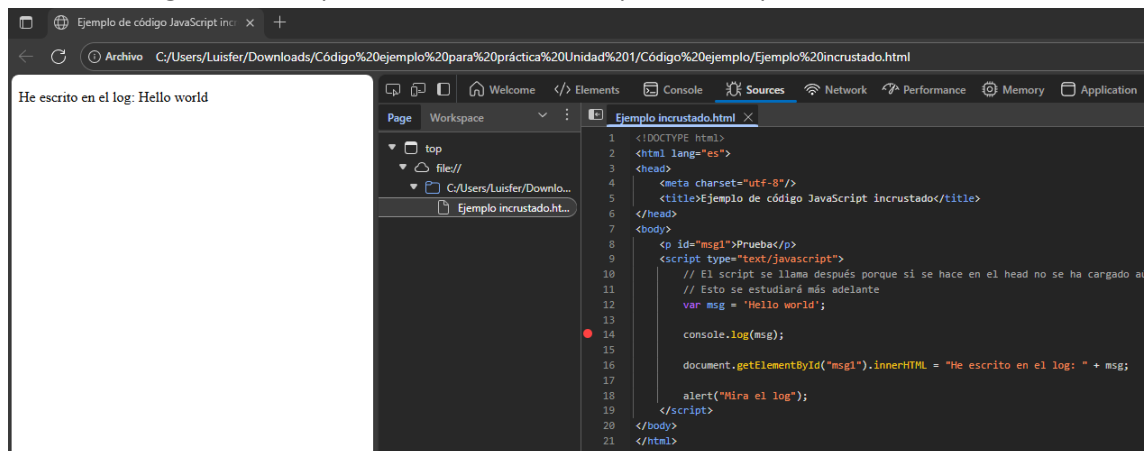 Ejemplo de código JavaScript inc
Archivo C:/Users/Luisfer/Downloads/Código%20ejemplo%20para%20práctica%20Unidad%201/Código%20ejemplo/Ejemplo%20incrustado.html
He escrito en el log: Hello world
Welcome </> Elements Console Sources Network Performance Memory Application
Page Workspace
top
file://
C:/Users/Luisfer/Downlo...
Ejemplo incrustado.ht...
Ejemplo incrustado.html
1 <!DOCTYPE html>
2 <html lang="es">
3 <head>
4 <meta charset="utf-8"/>
5 <title>Ejemplo de código JavaScript incrustado</title>
6 </head>
7 <body>
8 <p id="msg1">Prueba</p>
9 <script type="text/javascript">
10 // El script se llama después porque si se hace en el head no se ha cargado
11 // Esto se estudiará más adelante
12 var msg = 'Hello world';
13
14 console.log(msg);
15
16 document.getElementById("msg1").innerHTML = "He escrito en el log: " + msg;
17
18 alert("Mira el log");
19 </script>
20 </body>
21 </html>